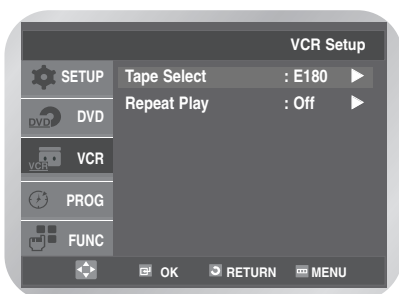 VCR Setup
SETUP
Tape Select : E180 ►
Repeat Play : Off ►
DVD DVD
VCR VCR
PROG
FUNC
OK RETURN MENU